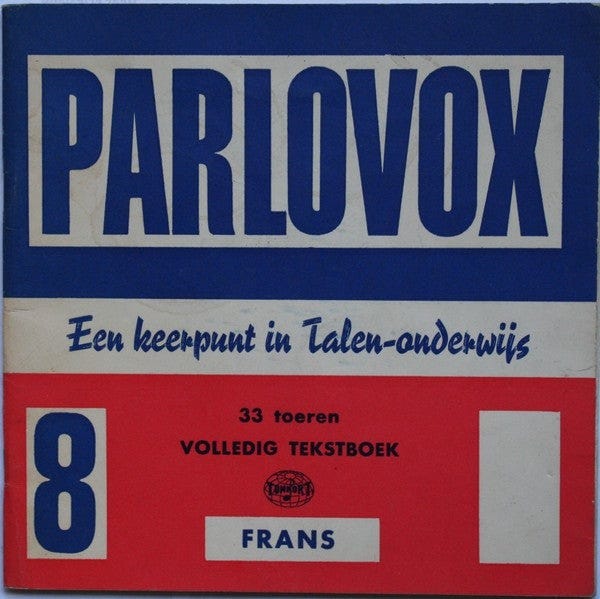 PARLOVOX
Een keerpunt in Talen-onderwijs
33 toeren
VOLLEDIG TEKSTBOEK
8
FRANS